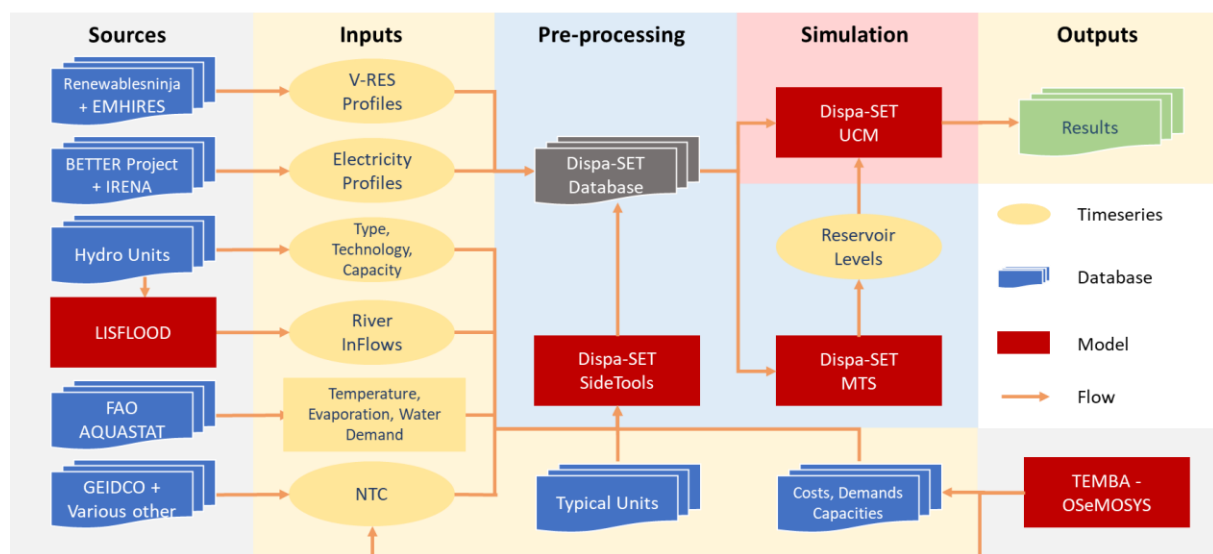 Sources
Inputs
Pre-processing
Simulation
Outputs
Renewablesninja
+ EMHIRES
V-RES
Profiles
Dispa-SET
UCM
Results
BETTER Project
+ IRENA
Electricity
Profiles
Dispa-SET
Database
Timeseries
Hydro Units
Type,
Technology,
Capacity
Reservoir
Levels
Database
LISFLOOD
River
InFlows
Dispa-SET
SideTools
Dispa-SET
MTS
Model
Flow
FAO
AQUASTAT
Temperature,
Evaporation, Water
Demand
GEIDCO +
Various other
NTC
Typical Units
Costs, Demands
Capacities
TEMBA -
OSeMOSYS